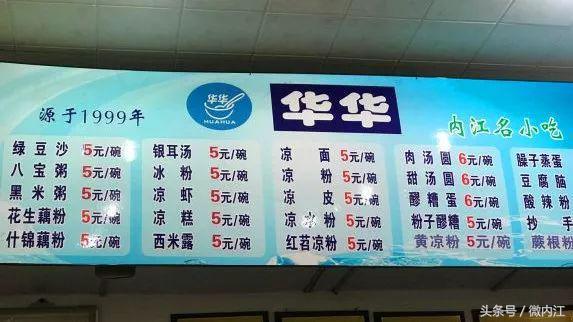 源于1999年
华华
HUAHUA
华华
内江名小吃
绿豆沙 5元/碗
八宝粥 5元/碗
黑米粥 5元/碗
花生藕粉 5元/碗
什锦藕粉 5元/碗
银耳汤 5元/碗
冰粉 5元/碗
凉虾 5元/碗
凉糕 5元/碗
西米露 5元/碗
凉面 5元/碗
凉粉 5元/碗
凉皮 5元/碗
凉水粉 5元/碗
红苕凉粉 5元/碗
肉汤圆 6元/碗
甜汤圆 6元/碗
醪糟蛋 6元/碗
粉子醪糟 5元/碗
黄凉粉 5元/碗
臊子蒸蛋
豆腐脑
酸辣粉
抄手
蕨根粉
头条号/微内江